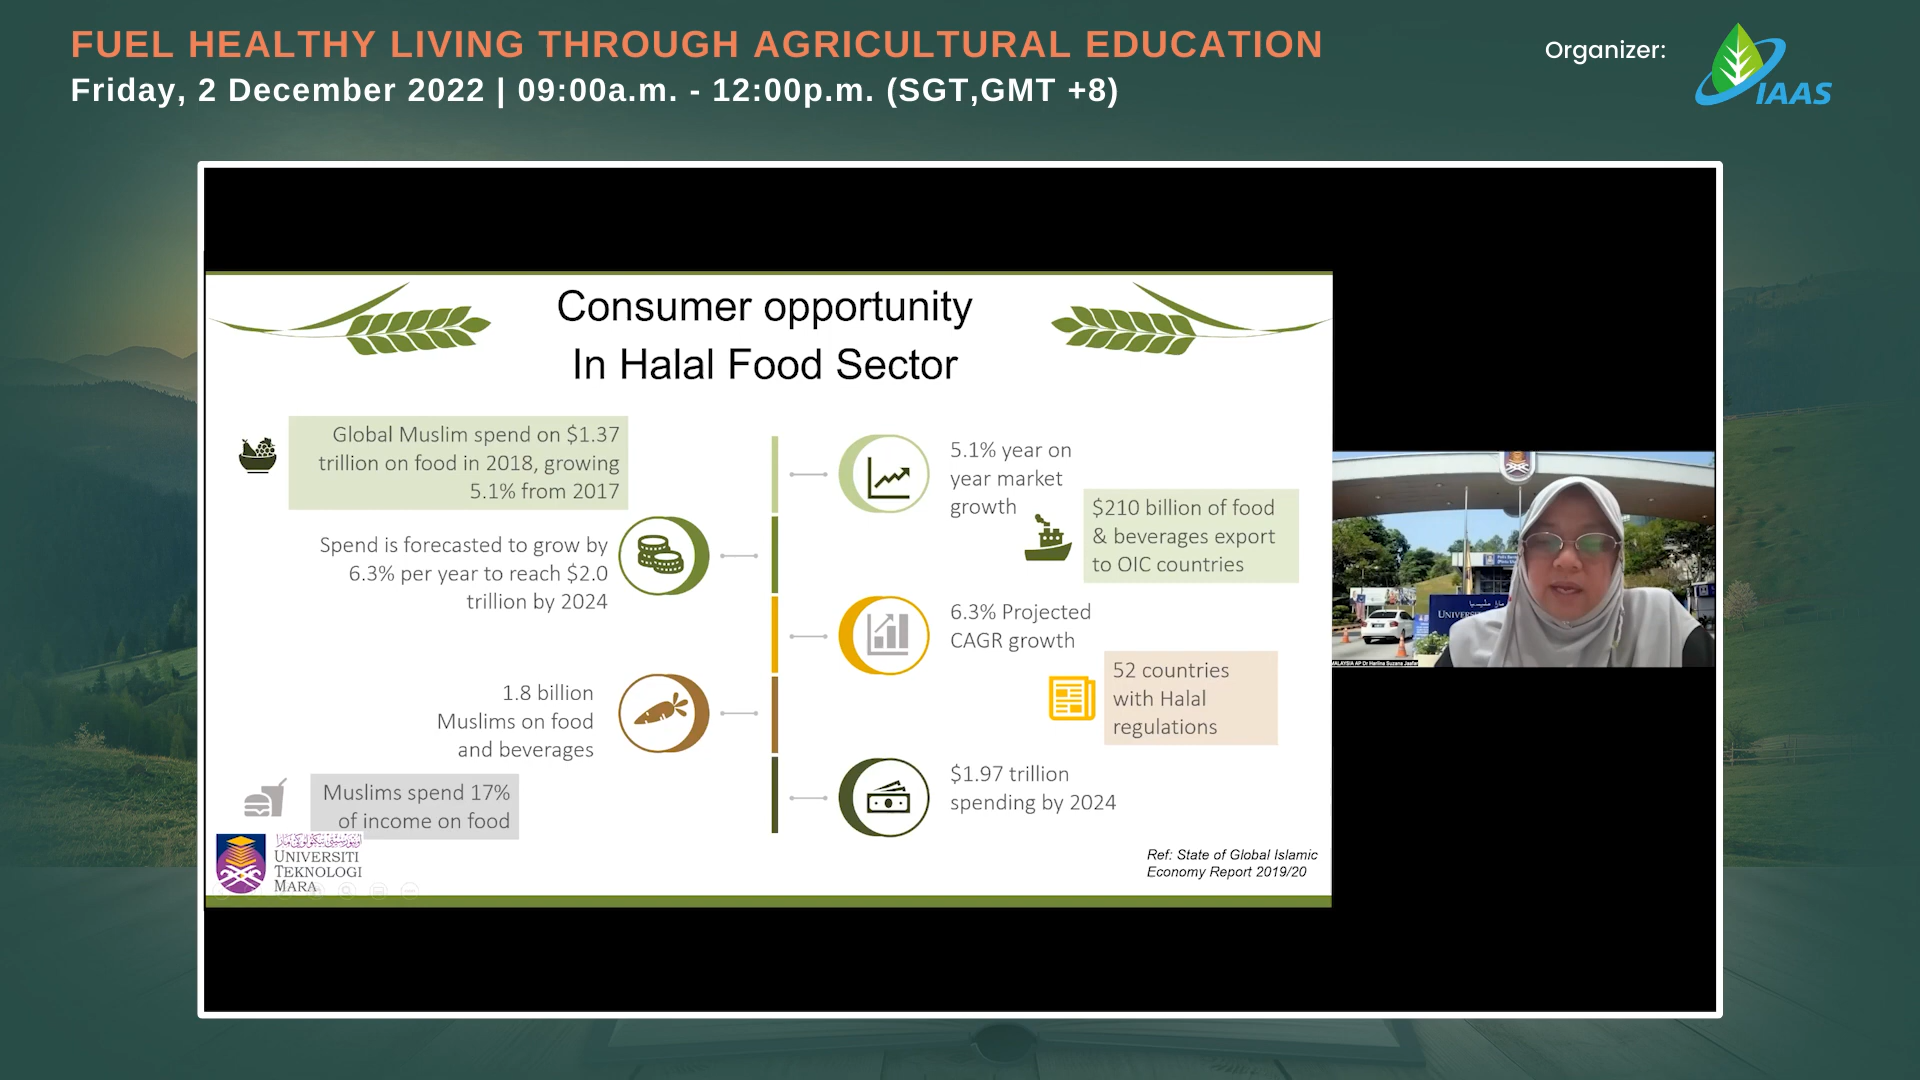 FUEL HEALTHY LIVING THROUGH AGRICULTURAL EDUCATION
Friday, 2 December 2022 | 09:00a.m. - 12:00p.m. (SGT,GMT +8)
Organizer:
IAAS
Consumer opportunity
In Halal Food Sector
Global Muslim spend on $1.37
trillion on food in 2018, growing
5.1% from 2017
Spend is forecasted to grow by
6.3% per year to reach $2.0
trillion by 2024
1.8 billion
Muslims on food
and beverages
Muslims spend 17%
of income on food
5.1% year on
year market
growth
$210 billion of food
& beverages export
to OIC countries
6.3% Projected
CAGR growth
52 countries
with Halal
regulations
$1.97 trillion
spending by 2024
Ref: State of Global Islamic
Economy Report 2019/20
UNIVERSITI
TEKNOLOGI
MARA
MALAYSIA AP Dr Harlina Suzana Jaafar